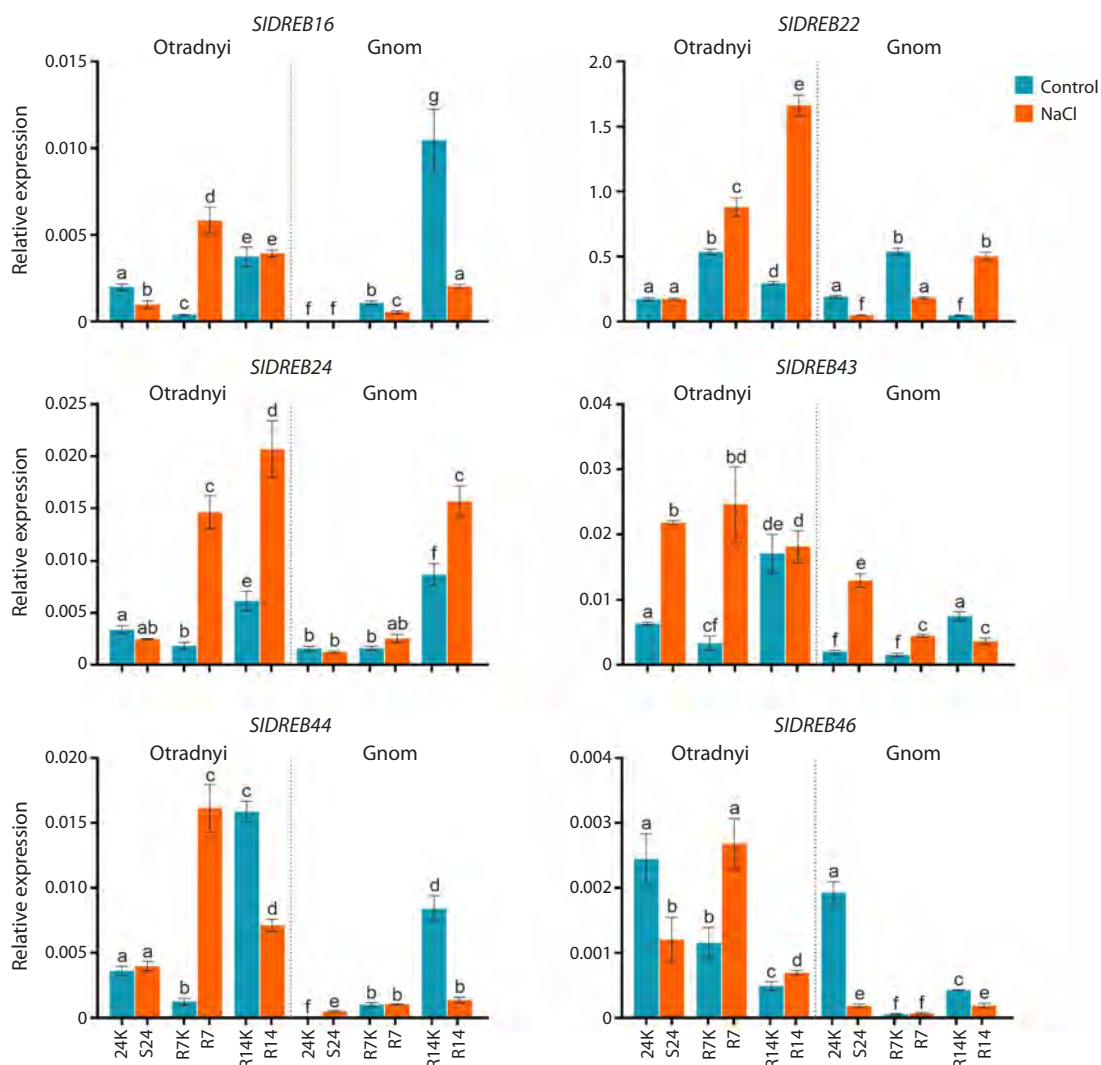 SlDREB16
Otradnyi Gnom
Relative expression
0.015
0.010
0.005
0
a b c d e e f f b c g a
SlDREB22
Otradnyi Gnom
2.0
1.5
1.0
0.5
0
a a b c d e a f b a f b
Control
NaCl
SlDREB24
Otradnyi Gnom
Relative expression
0.025
0.020
0.015
0.010
0.005
0
a ab b c e d b b b ab f c
SlDREB43
Otradnyi Gnom
0.04
0.03
0.02
0.01
0
a b cf bd de d f e f c a c
SlDREB44
Otradnyi Gnom
Relative expression
0.020
0.015
0.010
0.005
0
a a b c c d f e b b d b
24K S24 R7K R7 R14K R14 24K S24 R7K R7 R14K R14
SlDREB46
Otradnyi Gnom
0.004
0.003
0.002
0.001
0
a b b a c d a e f f c e
24K S24 R7K R7 R14K R14 24K S24 R7K R7 R14K R14